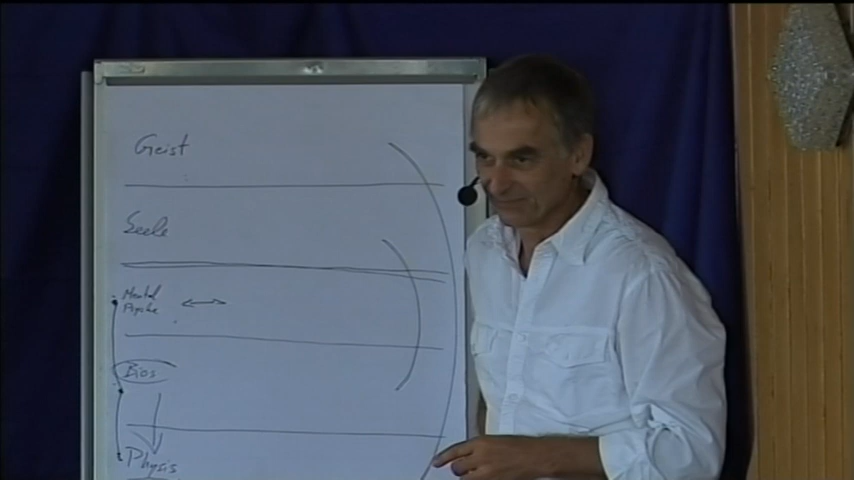 Geist
Seele
Mental
Psyche
Bios
Physis